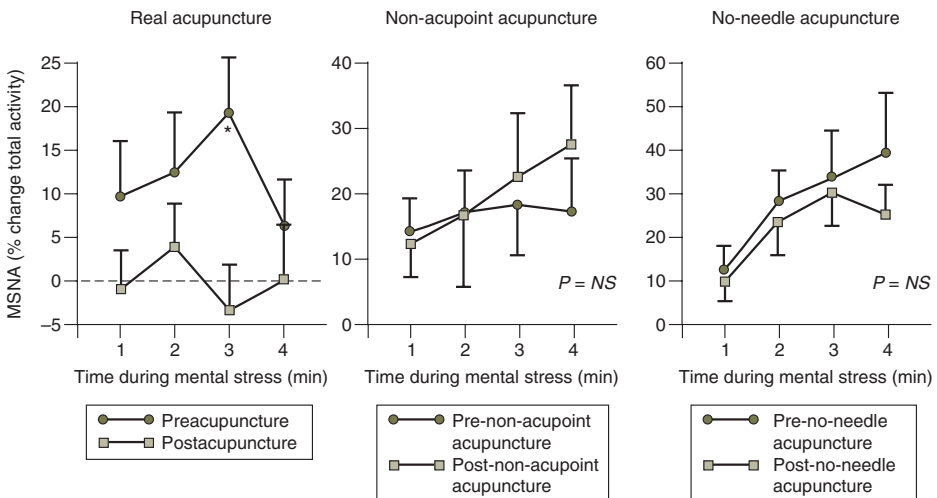 Real acupuncture
Non-acupoint acupuncture
No-needle acupuncture
MSNA (% change total activity)
25
20
15
10
5
0
–5
*
1 2 3 4
Time during mental stress (min)
Preacupuncture
Postacupuncture
40
30
20
10
0
P = NS
1 2 3 4
Time during mental stress (min)
Pre-non-acupoint
acupuncture
Post-non-acupoint
acupuncture
60
50
40
30
20
10
0
P = NS
1 2 3 4
Time during mental stress (min)
Pre-no-needle
acupuncture
Post-no-needle
acupuncture